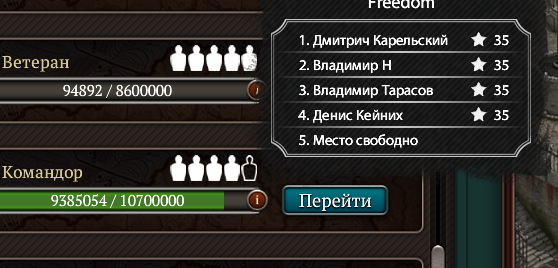 Freedom
1. Дмитрич Карельский 35
2. Владимир Н 35
3. Владимир Тарасов 35
4. Денис Кейних 35
5. Место свободно
Ветеран
94892 / 8600000
i
Командор
9385054 / 10700000
i
Перейти